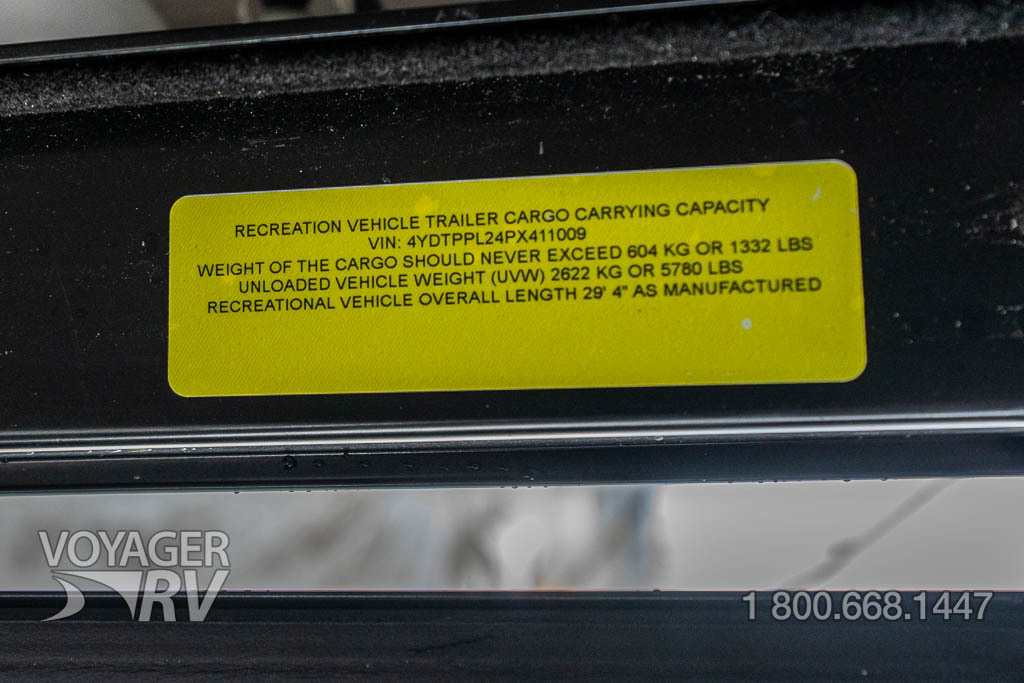 RECREATION VEHICLE TRAILER CARGO CARRYING CAPACITY
VIN: 4YDTPPL24PX411009
WEIGHT OF THE CARGO SHOULD NEVER EXCEED 604 KG OR 1332 LBS
UNLOADED VEHICLE WEIGHT (UVW) 2622 KG OR 5780 LBS
RECREATIONAL VEHICLE OVERALL LENGTH 29' 4" AS MANUFACTURED
VOYAGER
RV
1 800.668.1447